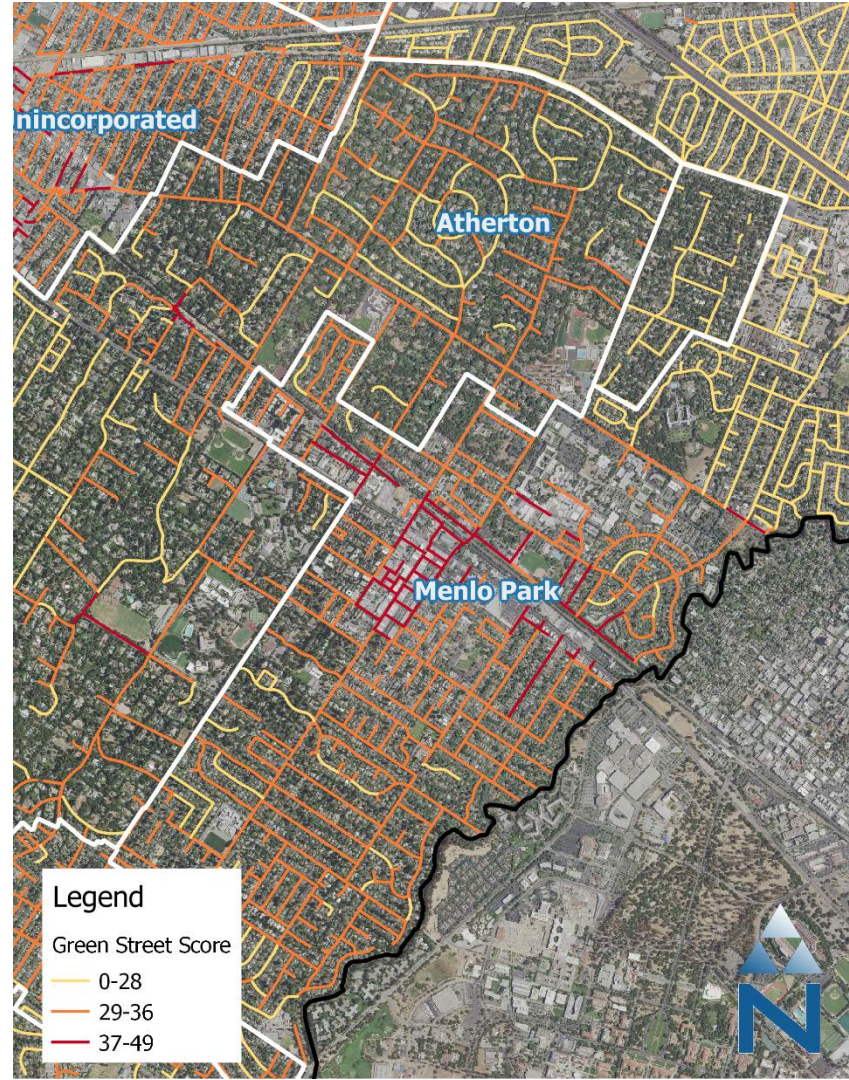 nincorporated
Atherton
Menlo Park
Legend
Green Street Score
0-28
29-36
37-49
N